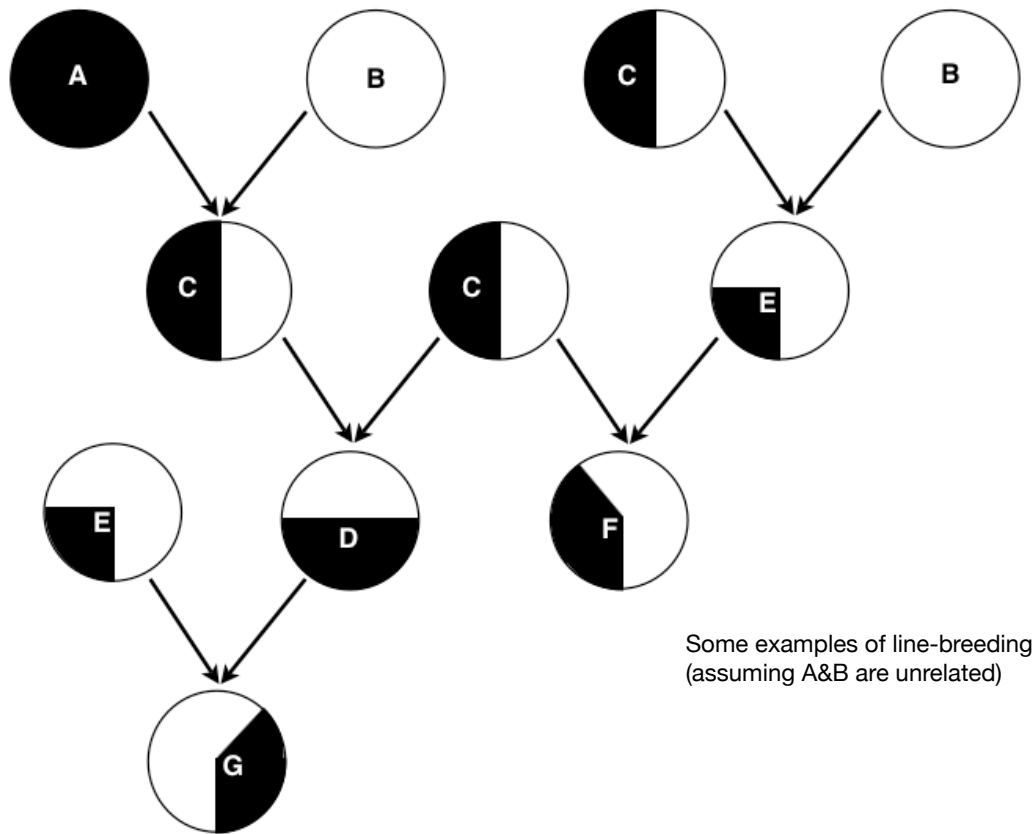 A
B
C
B
C
C
E
E
D
F
G
Some examples of line-breeding
(assuming A&B are unrelated)